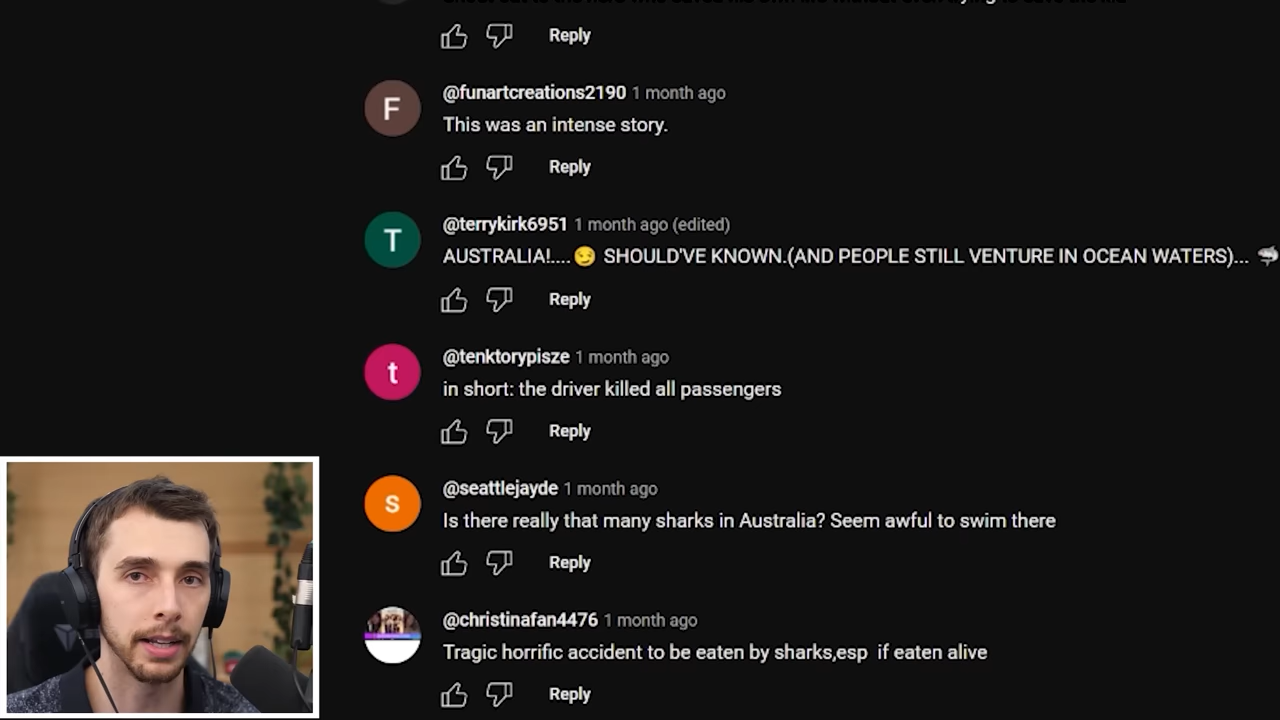 Reply
F
@funartcreations2190 1 month ago
This was an intense story.
Reply
T
@terrykirk6951 1 month ago (edited)
AUSTRALIA!....😏 SHOULD'VE KNOWN.(AND PEOPLE STILL VENTURE IN OCEAN WATERS)... 🦈
Reply
t
@tenktorypisze 1 month ago
in short: the driver killed all passengers
Reply
s
@seattlejayde 1 month ago
Is there really that many sharks in Australia? Seem awful to swim there
Reply
@christinafan4476 1 month ago
Tragic horrific accident to be eaten by sharks,esp  if eaten alive
Reply